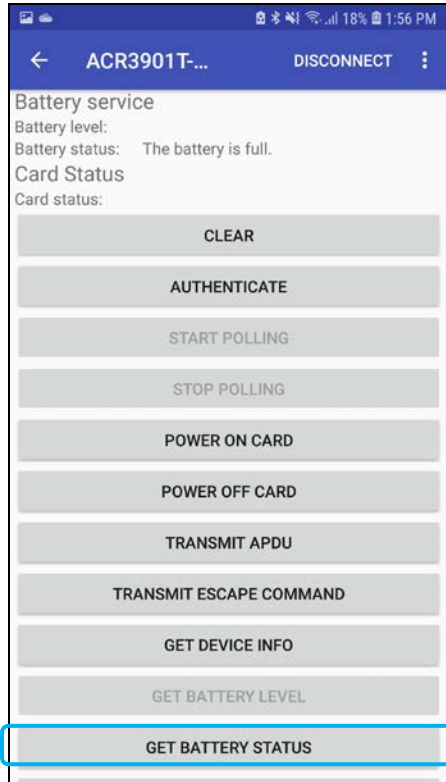 18% 1:56 PM
ACR3901T-... DISCONNECT
Battery service
Battery level:
Battery status: The battery is full.
Card Status
Card status:
CLEAR
AUTHENTICATE
START POLLING
STOP POLLING
POWER ON CARD
POWER OFF CARD
TRANSMIT APDU
TRANSMIT ESCAPE COMMAND
GET DEVICE INFO
GET BATTERY LEVEL
GET BATTERY STATUS